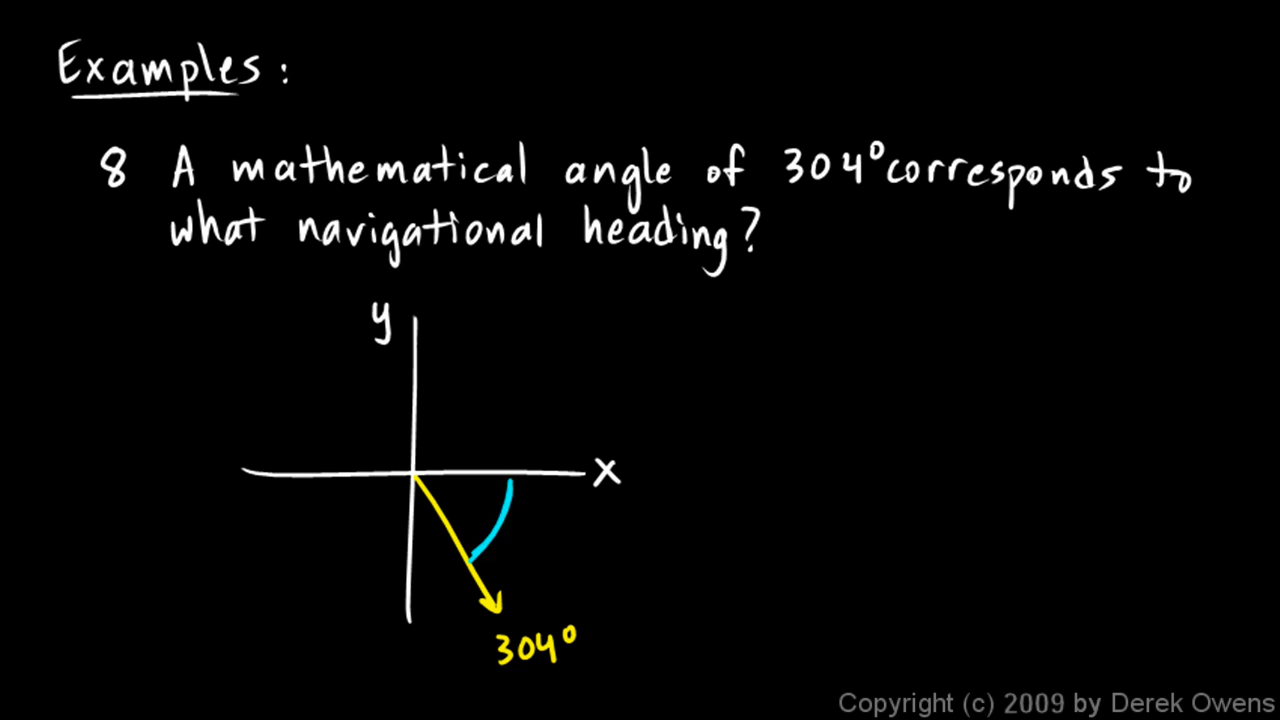 Examples:
8 A mathematical angle of 304° corresponds to
what navigational heading?
y
x
304°
Copyright (c) 2009 by Derek Owens